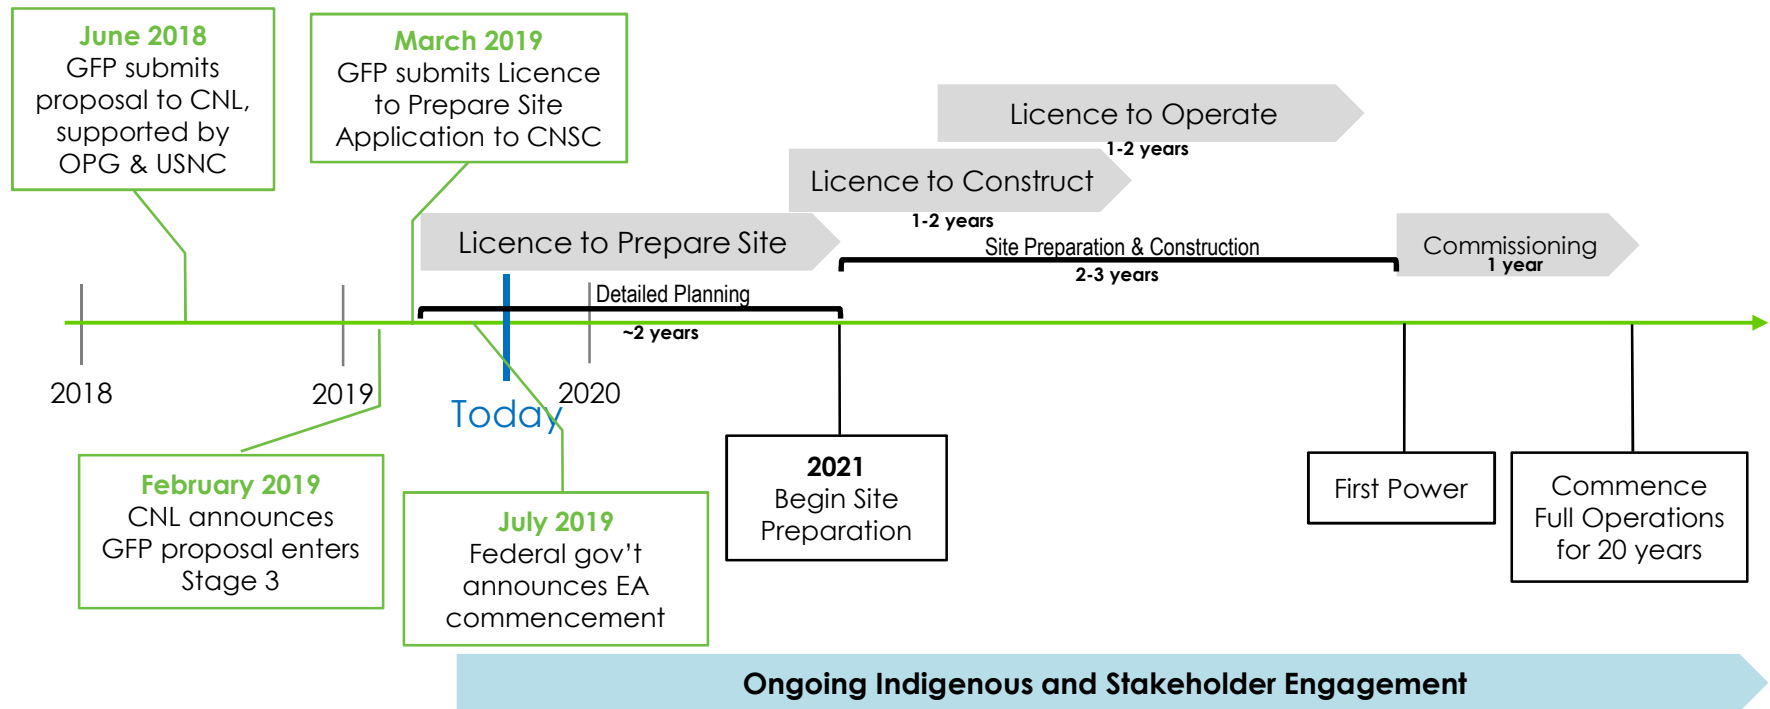 June 2018
GFP submits
proposal to CNL,
supported by
OPG & USNC
March 2019
GFP submits Licence
to Prepare Site
Application to CNSC
Licence to Operate
1-2 years
Licence to Construct
1-2 years
Licence to Prepare Site
Site Preparation & Construction
2-3 years
Commissioning
1 year
Detailed Planning
~2 years
2018
2019
Today
2020
February 2019
CNL announces
GFP proposal enters
Stage 3
July 2019
Federal gov’t
announces EA
commencement
2021
Begin Site
Preparation
First Power
Commence
Full Operations
for 20 years
Ongoing Indigenous and Stakeholder Engagement